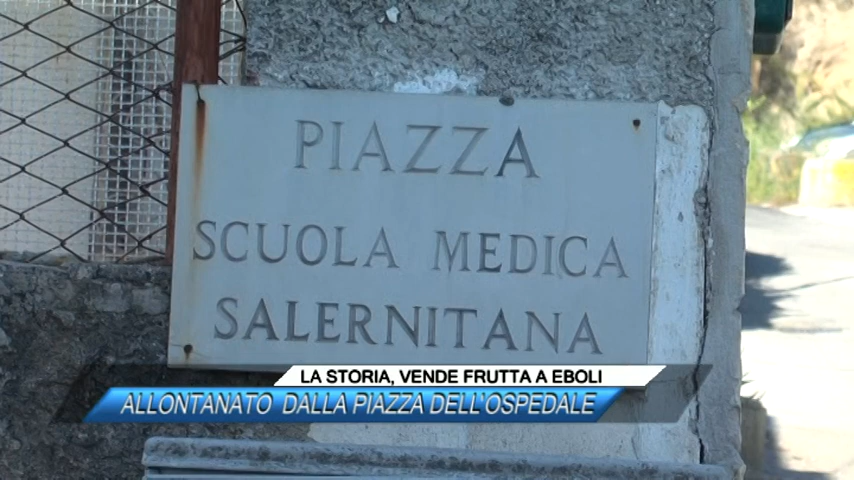 PIAZZA
SCUOLA MEDICA
SALERNITANA
LA STORIA, VENDE FRUTTA A EBOLI
ALLONTANATO DALLA PIAZZA DELL'OSPEDALE